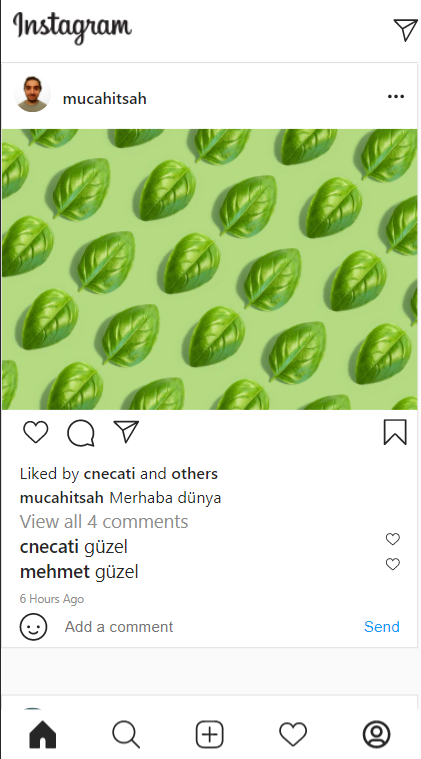 Instagram
mucahitsah
Liked by cnecati and others
mucahitsah Merhaba dünya
View all 4 comments
cnecati güzel
mehmet güzel
6 Hours Ago
Add a comment Send